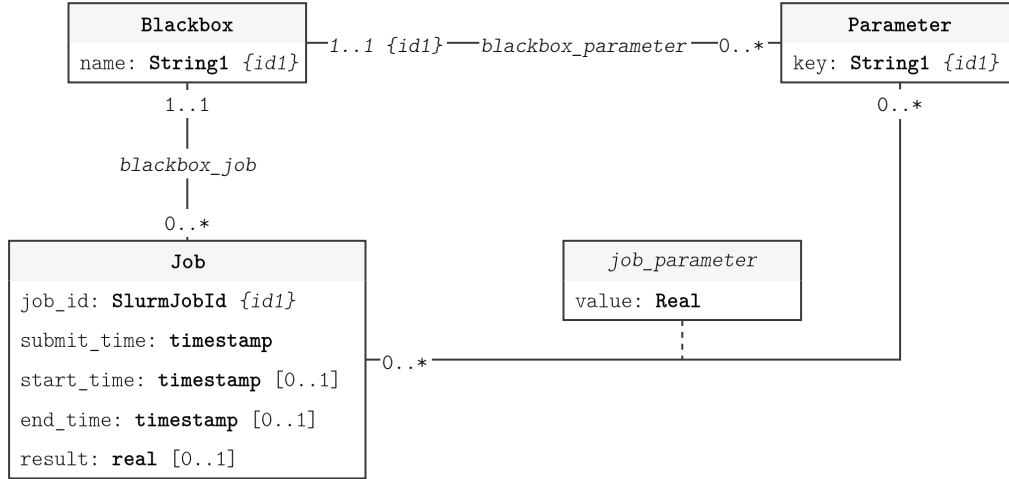 Blackbox
name: String1 {id1}
1..1 {id1}
blackbox_parameter
0..*
Parameter
key: String1 {id1}
1..1
blackbox_job
0..*
0..*
Job
job_id: SlurmJobId {id1}
submit_time: timestamp
start_time: timestamp [0..1]
end_time: timestamp [0..1]
result: real [0..1]
0..*
job_parameter
value: Real